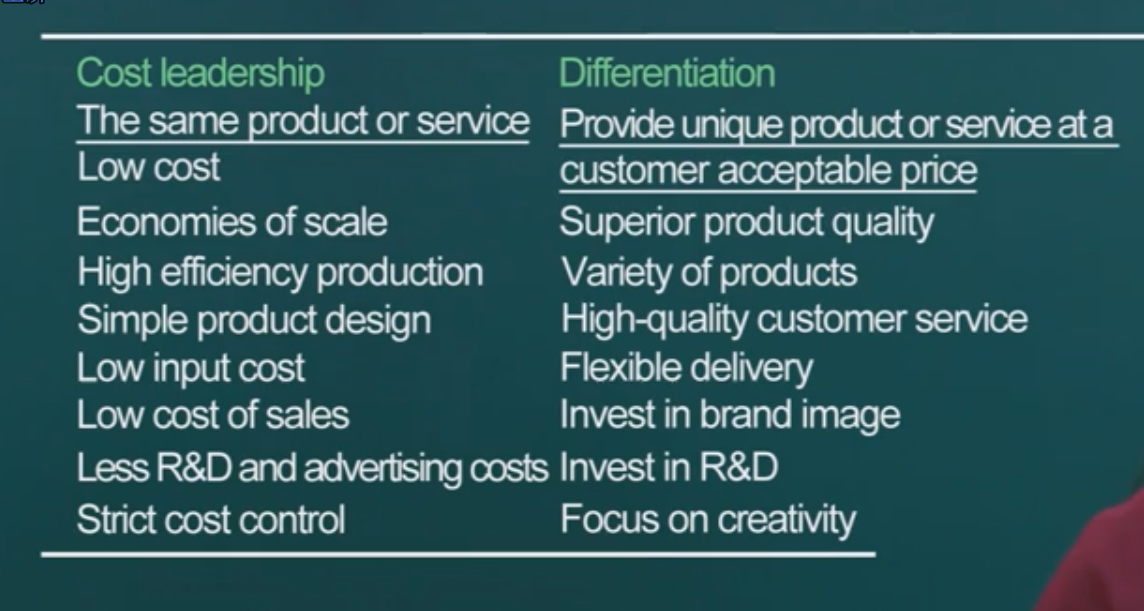 Cost leadership
The same product or service
Low cost
Economies of scale
High efficiency production
Simple product design
Low input cost
Low cost of sales
Less R&D and advertising costs
Strict cost control
Differentiation
Provide unique product or service at a
customer acceptable price
Superior product quality
Variety of products
High-quality customer service
Flexible delivery
Invest in brand image
Invest in R&D
Focus on creativity